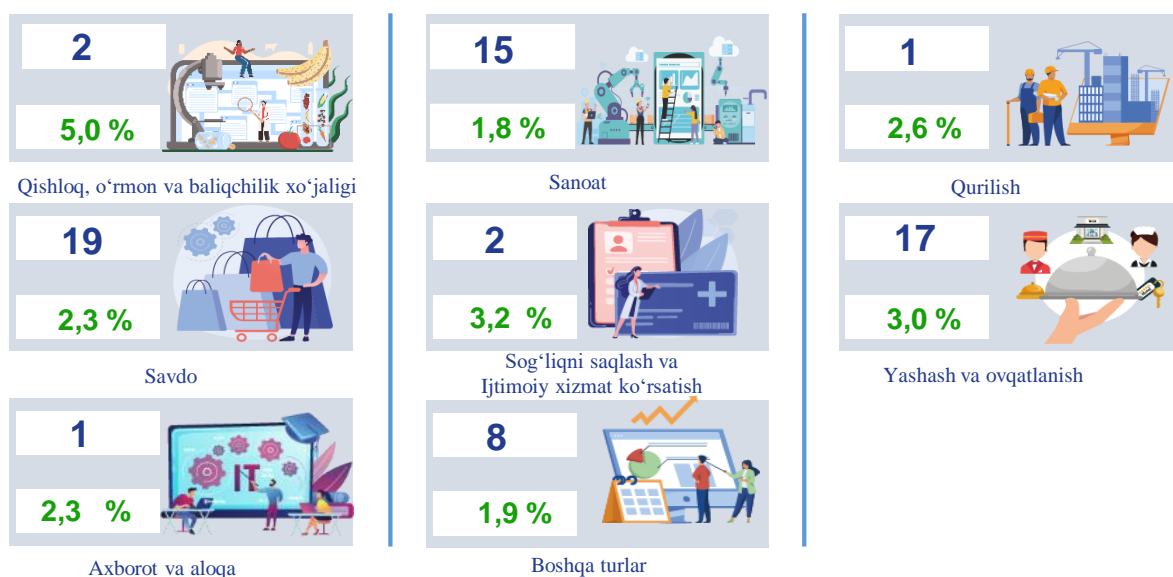 2
5,0 %
Qishloq, o‘rmon va baliqchilik xo‘jaligi
15
1,8 %
Sanoat
1
2,6 %
Qurilish
19
2,3 %
Savdo
2
3,2 %
Sog‘liqni saqlash va
Ijtimoiy xizmat ko‘rsatish
17
3,0 %
Yashash va ovqatlanish
1
2,3 %
IT
Axborot va aloqa
8
1,9 %
Boshqa turlar